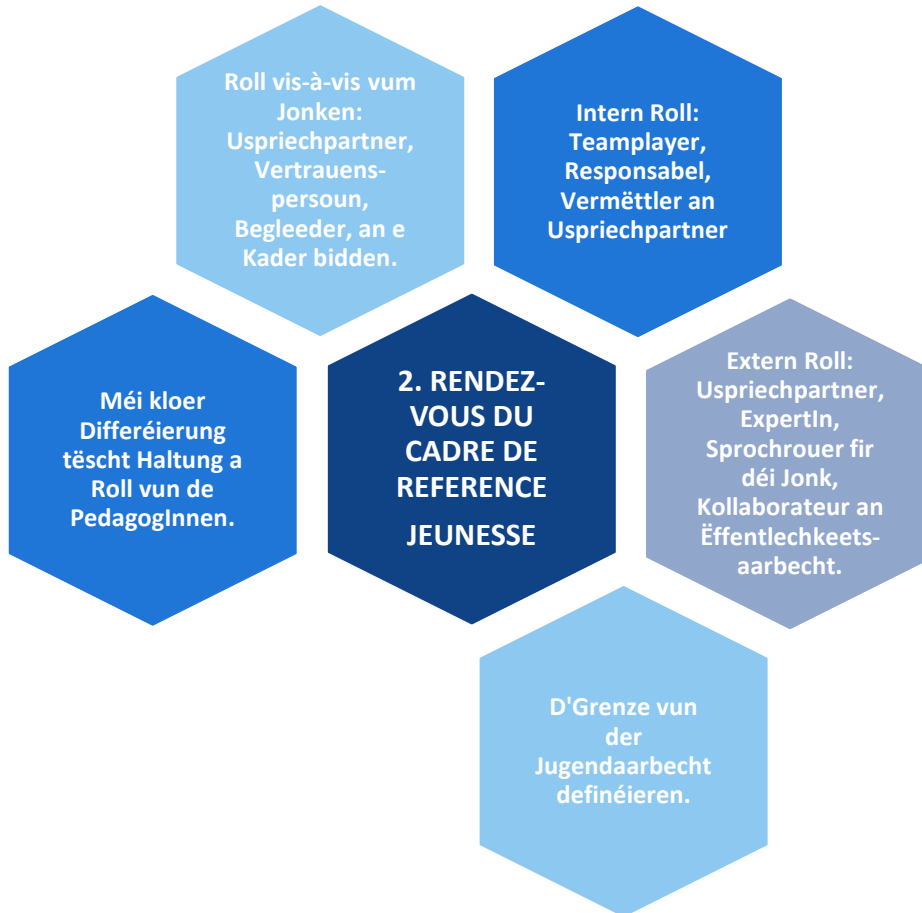 Roll vis-à-vis vum
Jonken:
Uspriechpartner,
Vertrauens-
persoun,
Begleeder, an e
Kader bidden.
Intern Roll:
Teamplayer,
Responsabel,
Vermëttler an
Uspriechpartner
Méi kloer
Differéierung
tëscht Haltung a
Roll vun de
PedagogInnen.
2. RENDEZ-
VOUS DU
CADRE DE
REFERENCE
JEUNESSE
Extern Roll:
Uspriechpartner,
ExpertIn,
Sprochrouer fir
déi Jonk,
Kollaborateur an
Ëffentlechkeets-
aarbecht.
D'Grenze vun
der
Jugendaarbecht
definéieren.